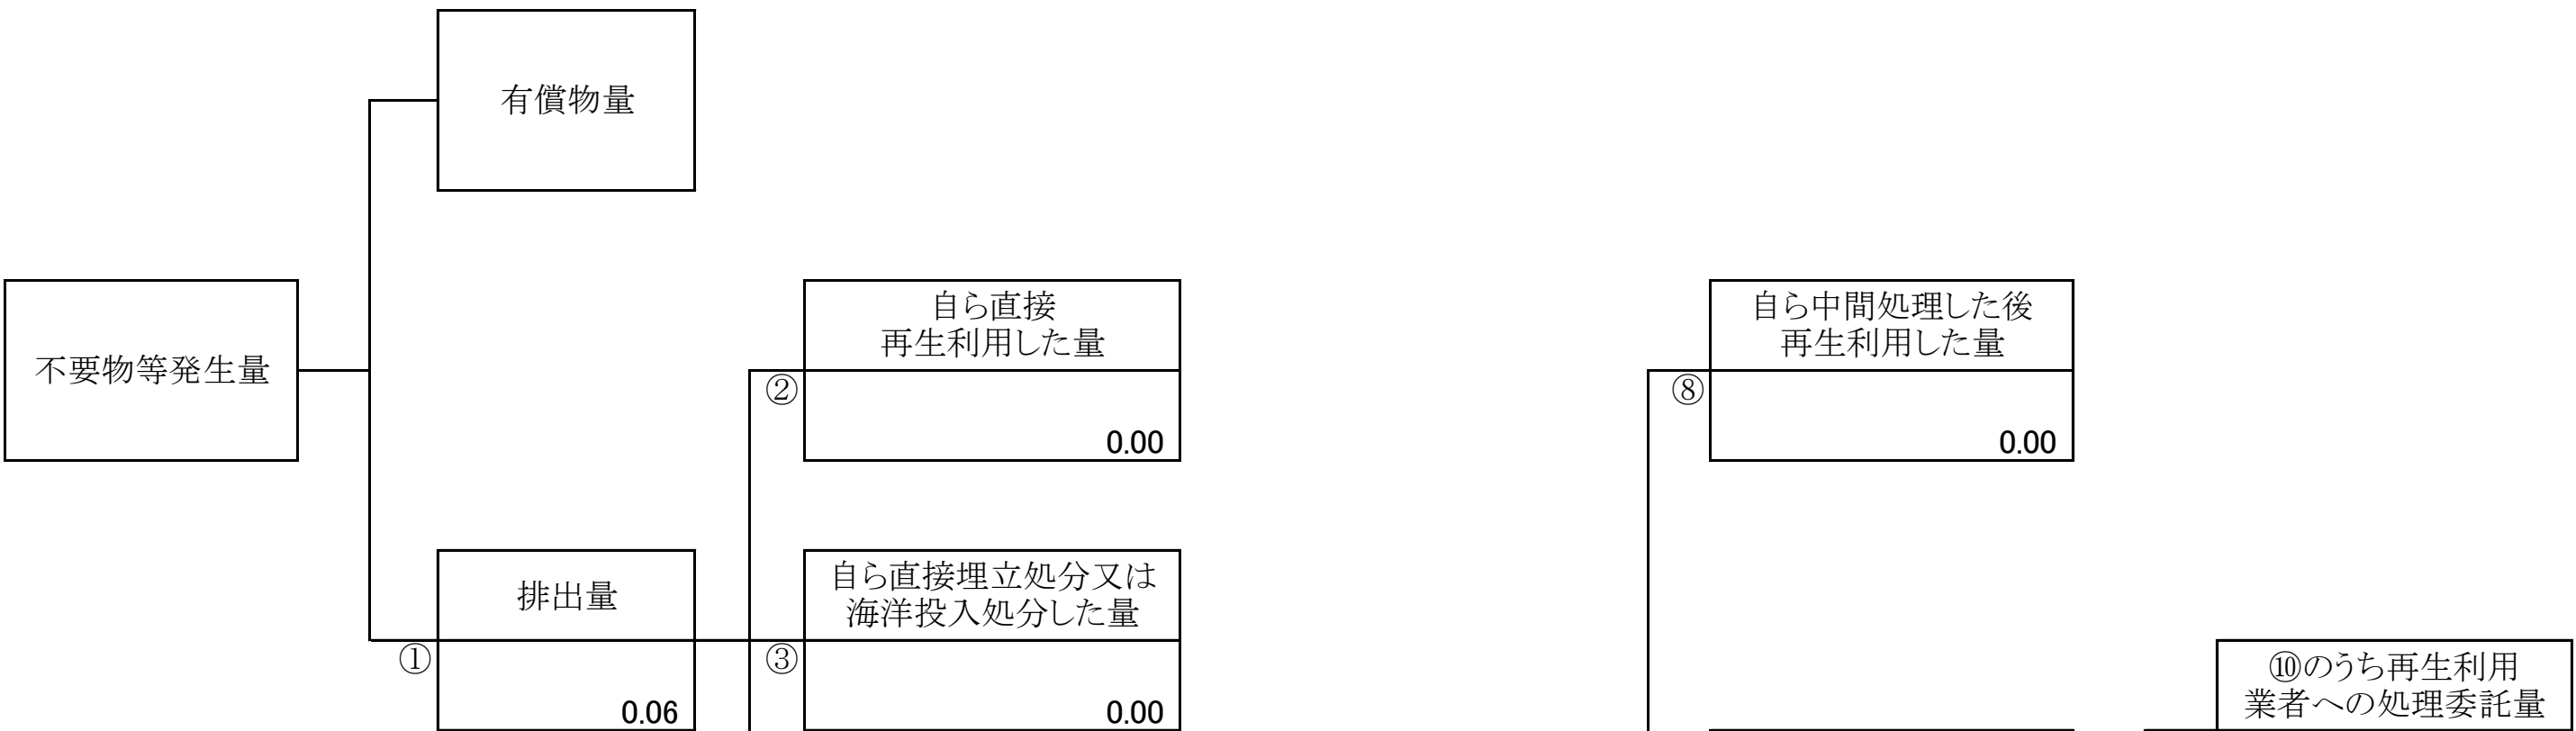 有償物量
不要物等発生量
自ら直接
再生利用した量
②
0.00
自ら中間処理した後
再生利用した量
⑧
0.00
排出量
①
0.06
自ら直接埋立処分又は
海洋投入処分した量
③
0.00
⑩のうち再生利用
業者への処理委託量